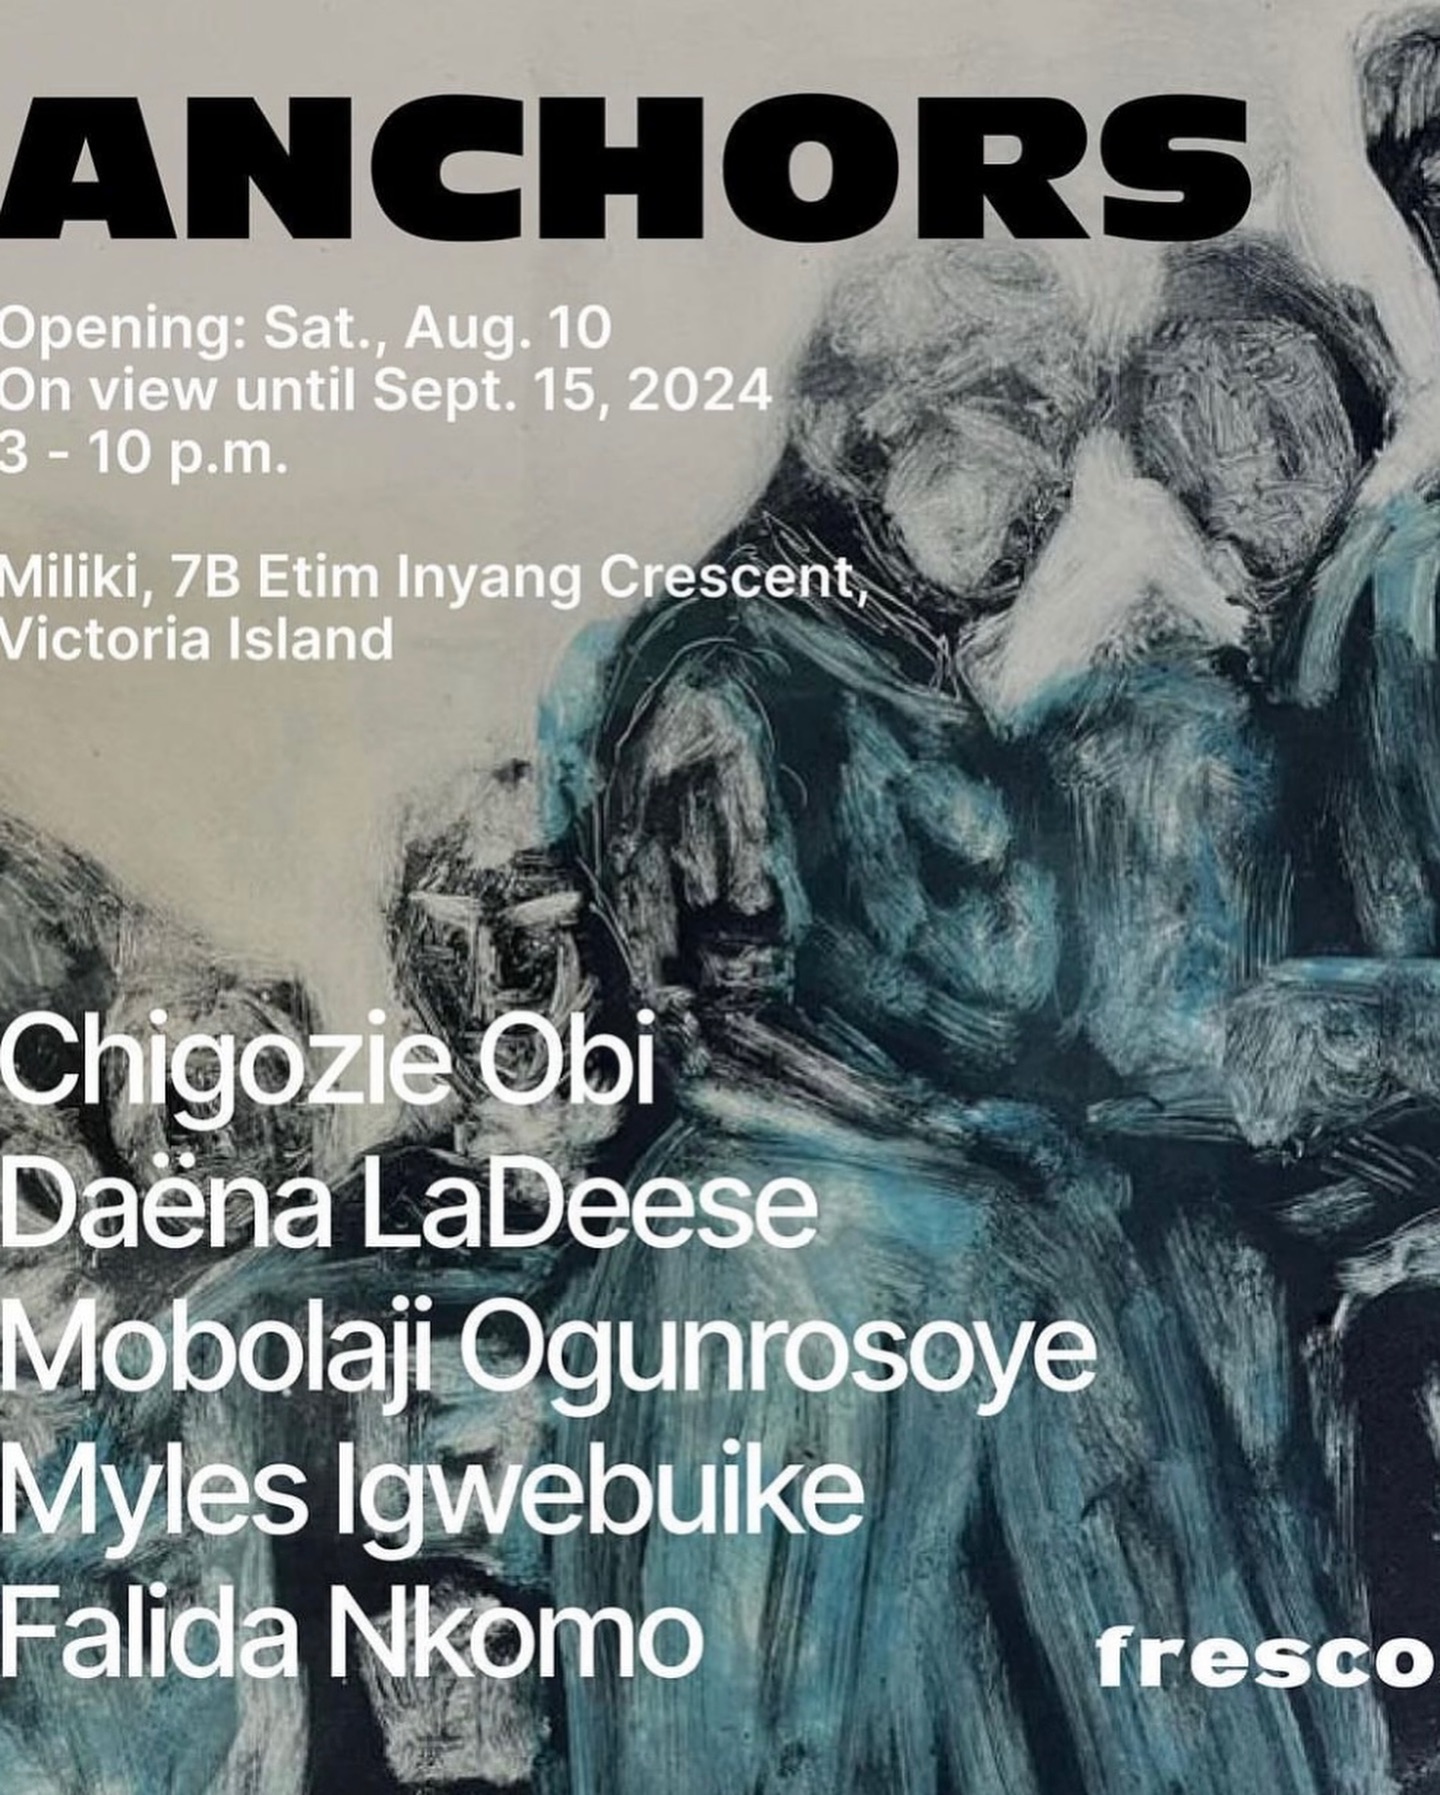 ANCHORS
Opening: Sat., Aug. 10
On view until Sept. 15, 2024
3 - 10 p.m.
Miliki, 7B Etim Inyang Crescent,
Victoria Island
Chigozie Obi
Daëna LaDeese
Mobolaji Ogunrosoye
Myles Igwebuike
Falida Nkomo
fresco